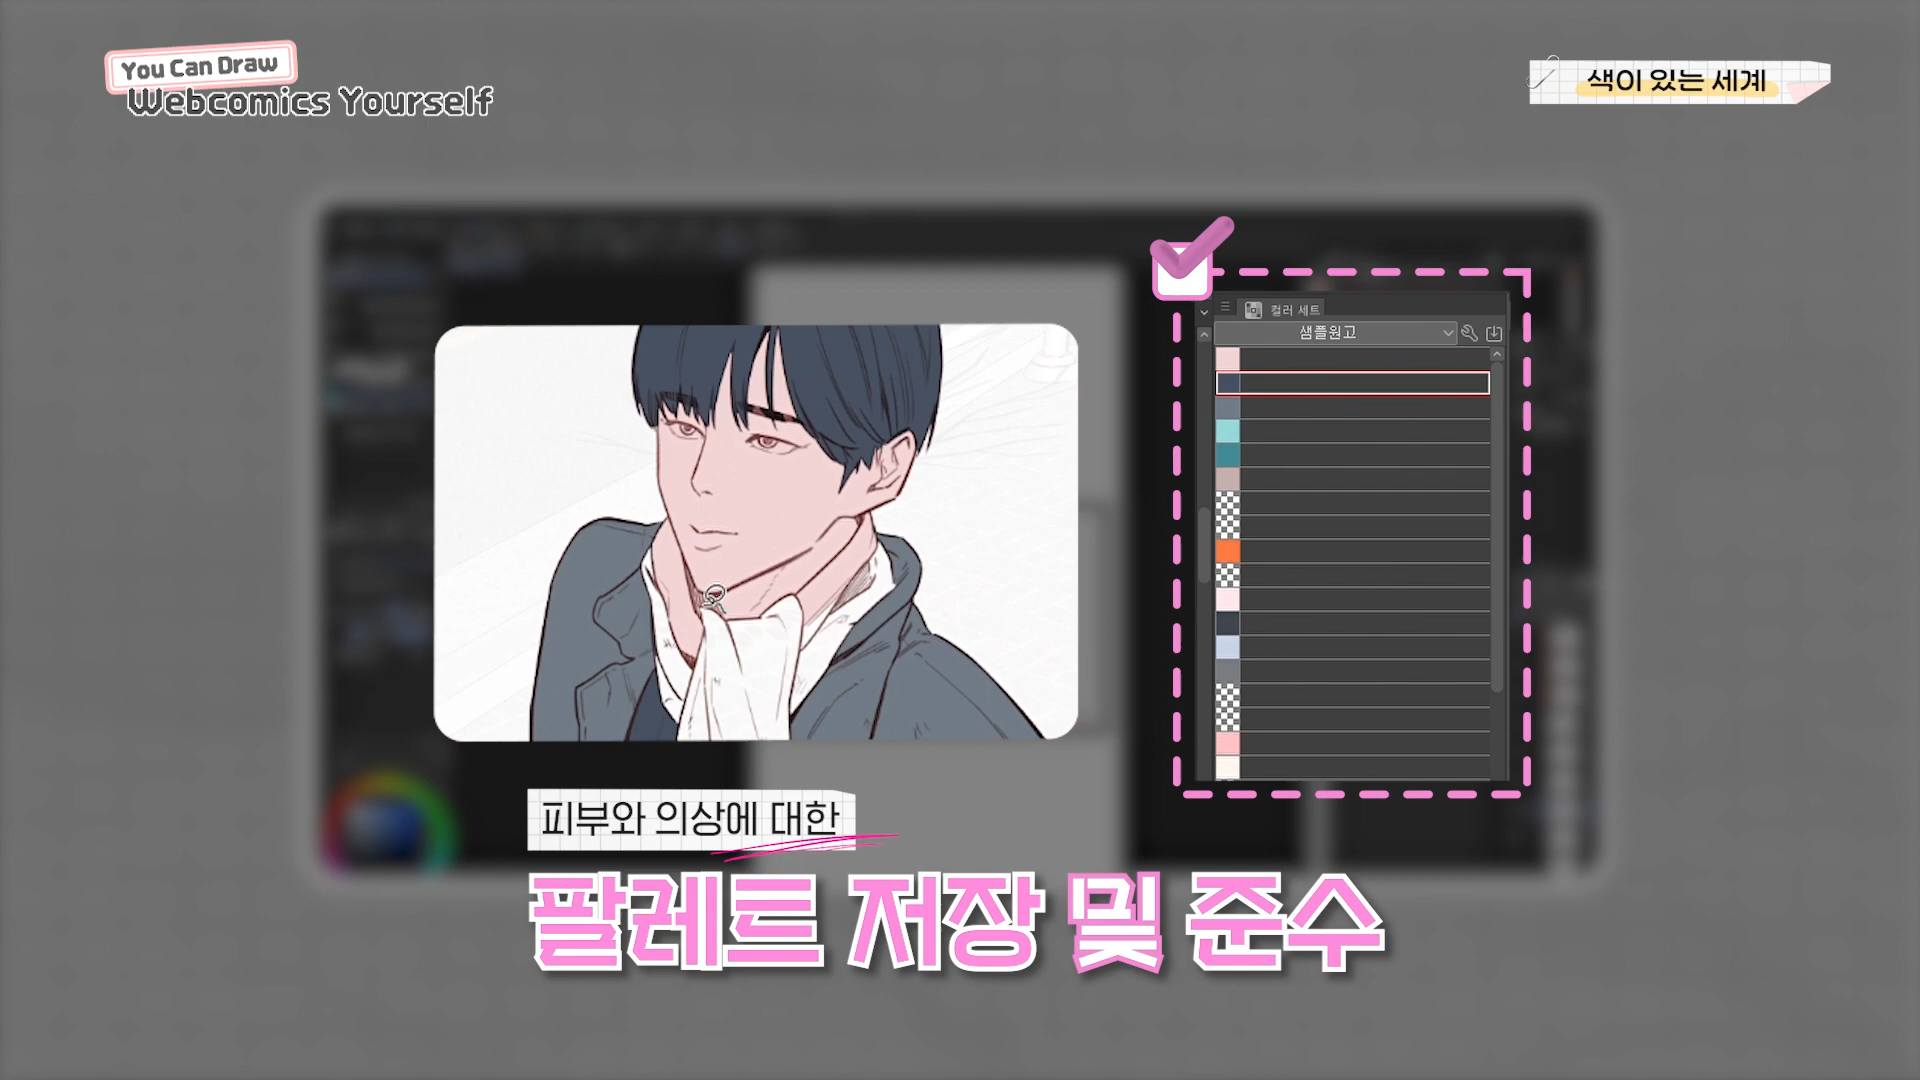 You Can Draw
Webcomics Yourself
색이 있는 세계
컬러 세트
샘플원고
피부와 의상에 대한
팔레트 저장 및 준수